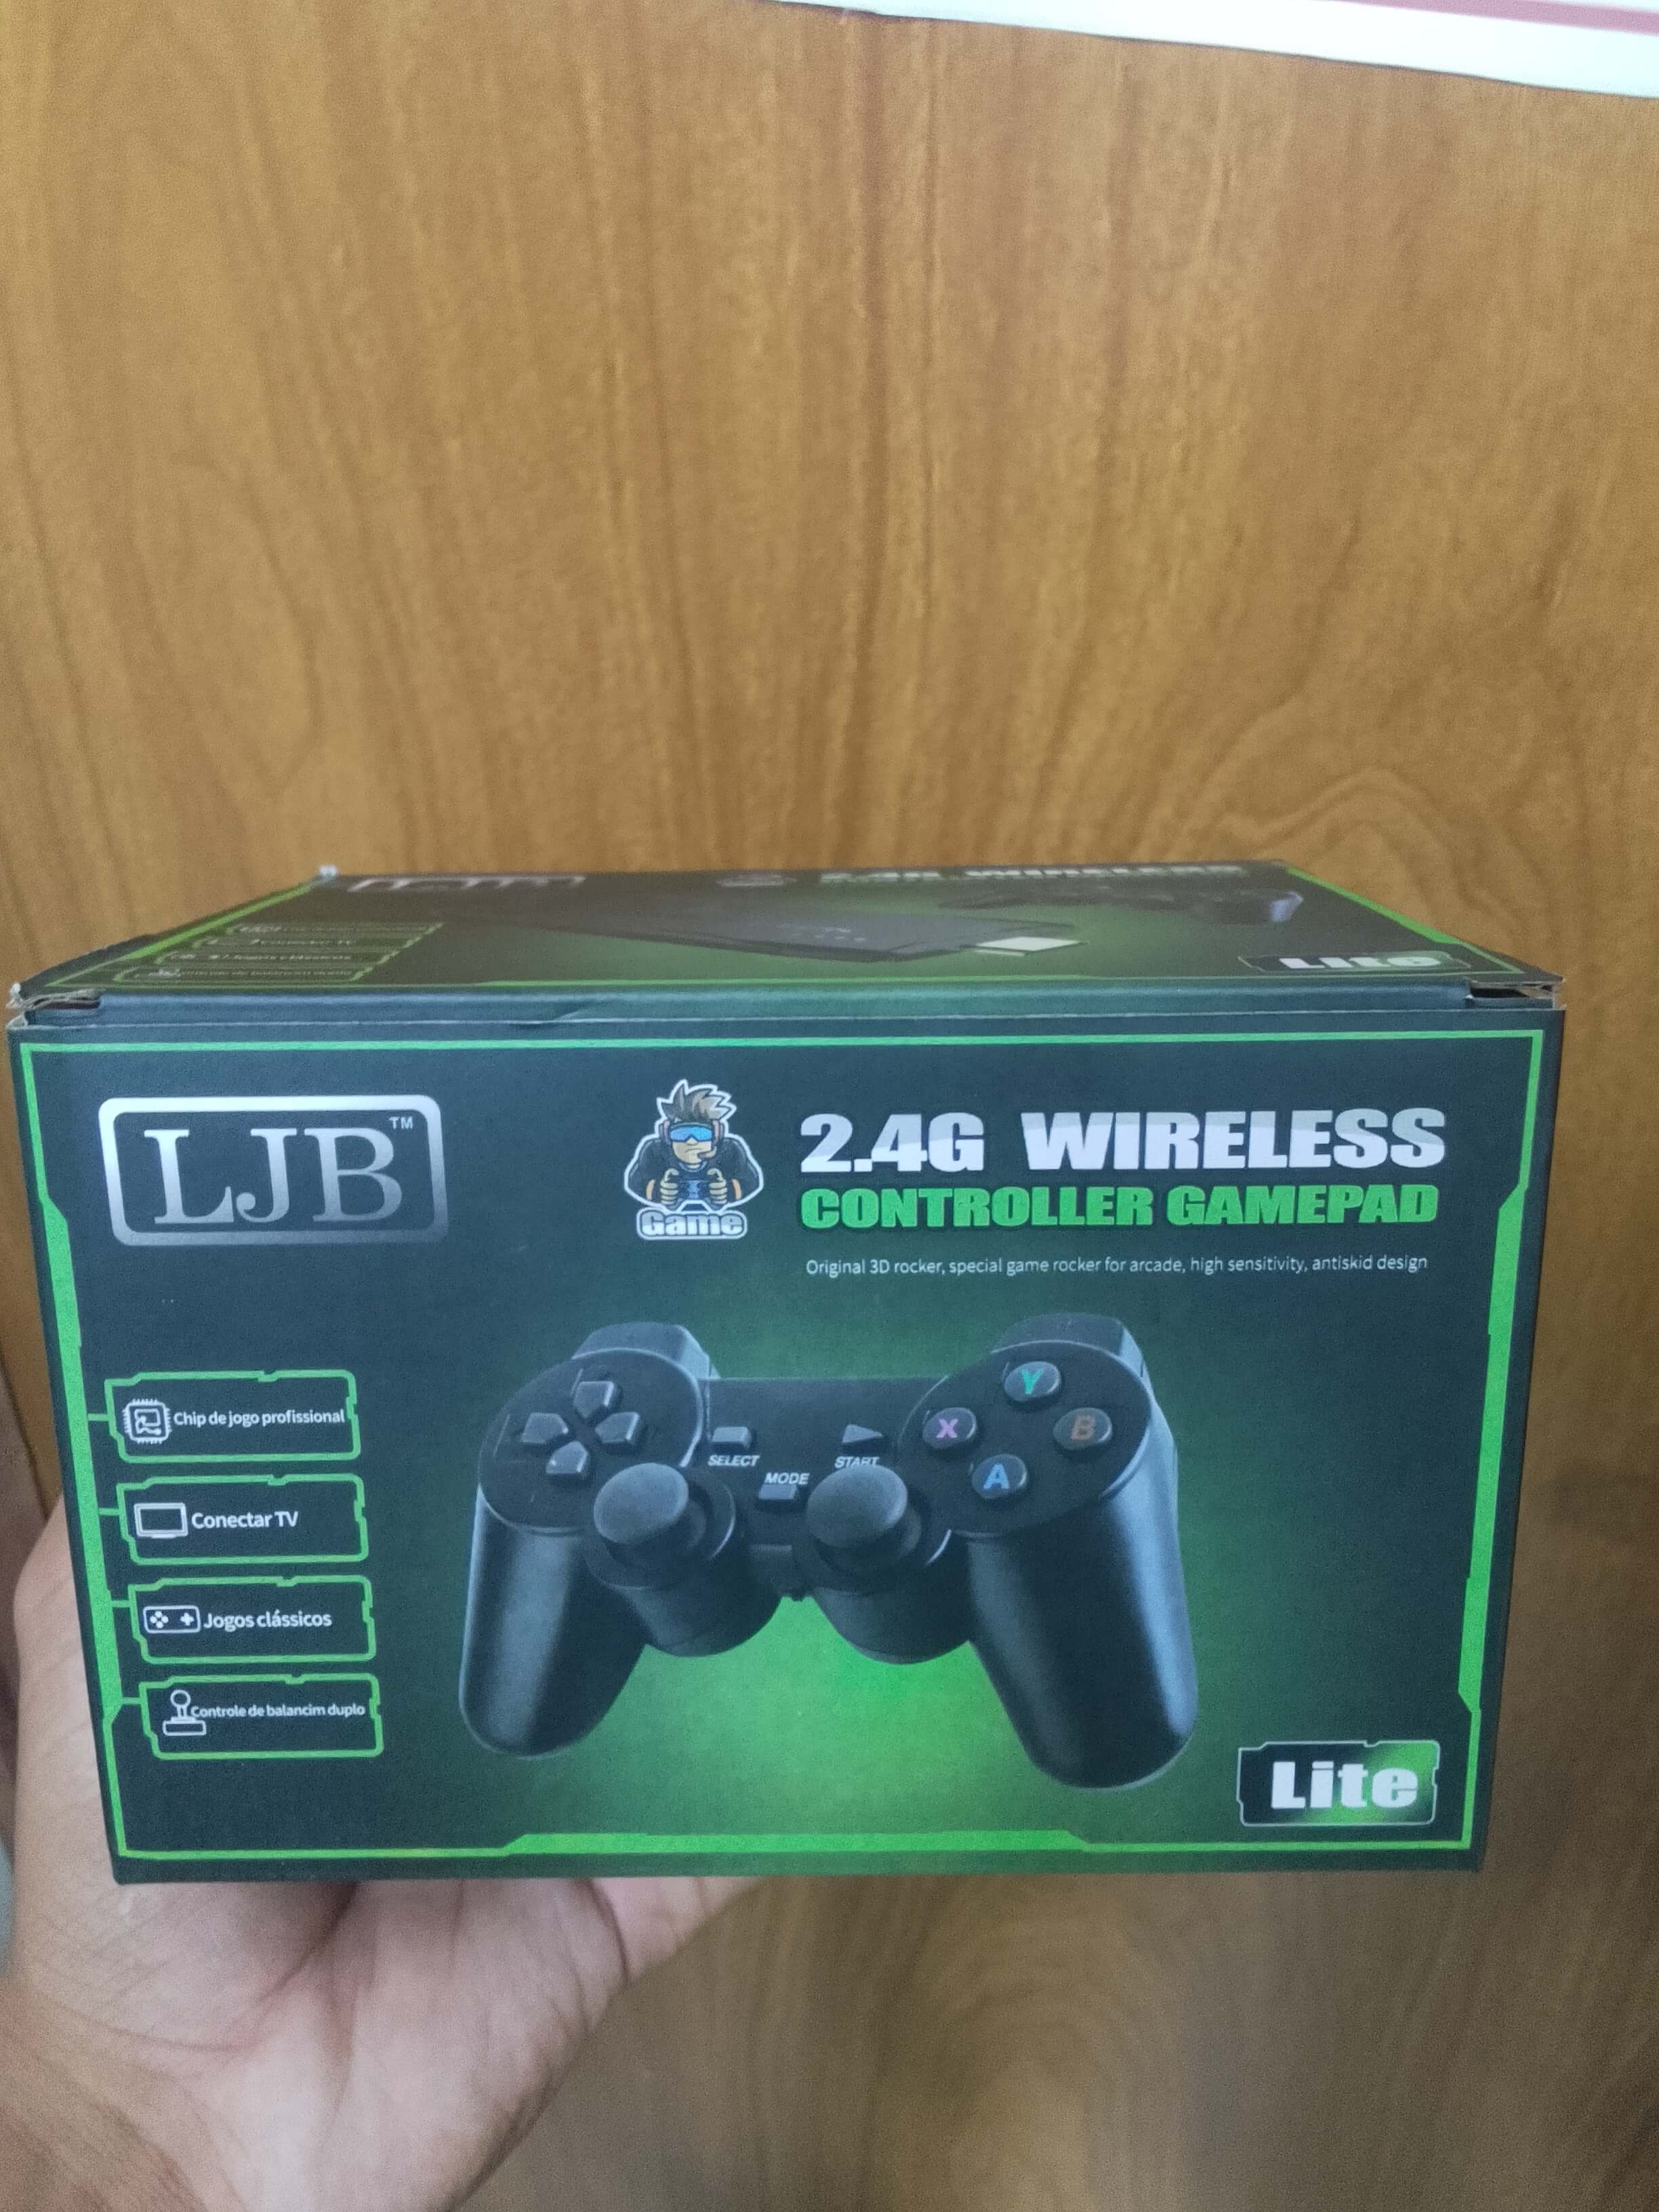 Lite
LJB™
Game
2.4G WIRELESS
CONTROLLER GAMEPAD
Original 3D rocker, special game rocker for arcade, high sensitivity, antiskid design
Chip de jogo profissional
Conectar TV
Jogos clássicos
Controle de balancim duplo
SELECT
START
MODE
Y
X
B
A
Lite